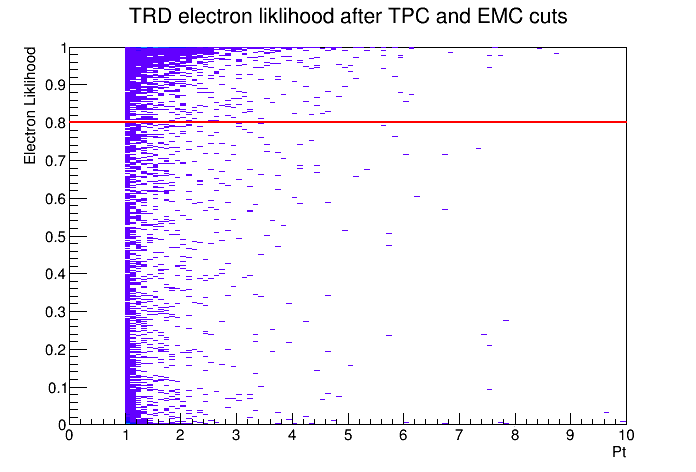 TRD electron liklihood after TPC and EMC cuts
Electron Liklihood
1
0.9
0.8
0.7
0.6
0.5
0.4
0.3
0.2
0.1
0
0 1 2 3 4 5 6 7 8 9 10
Pt